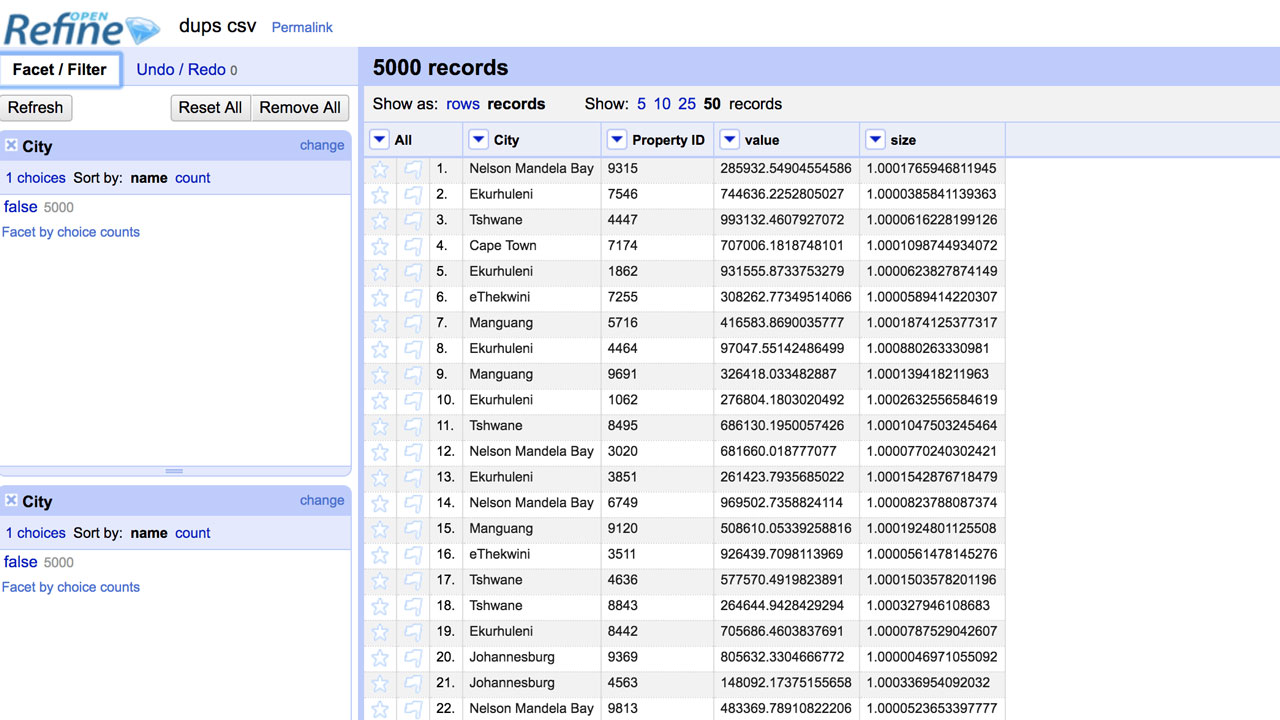 OPEN
Refine dups csv Permalink
Facet / Filter Undo / Redo 0
Refresh Reset All Remove All
City change
1 choices Sort by: name count
false 5000
Facet by choice counts
City change
1 choices Sort by: name count
false 5000
Facet by choice counts
5000 records
Show as: rows records Show: 5 10 25 50 records
All City Property ID value size
1. Nelson Mandela Bay 9315 285932.54904554586 1.0001765946811945
2. Ekurhuleni 7546 744636.2252805027 1.0000385841139363
3. Tshwane 4447 993132.4607927072 1.0000616228199126
4. Cape Town 7174 707006.1818748101 1.0001098744934072
5. Ekurhuleni 1862 931555.8733753279 1.0000623827874149
6. eThekwini 7255 308262.77349514066 1.0000589414220307
7. Manguang 5716 416583.8690035777 1.0001874125377317
8. Ekurhuleni 4464 97047.55142486499 1.000880263330981
9. Manguang 9691 326418.033482887 1.000139418211963
10. Ekurhuleni 1062 276804.1803020492 1.0002632556584619
11. Tshwane 8495 686130.1950057426 1.0001047503245464
12. Nelson Mandela Bay 3020 681660.018777077 1.0000770240302421
13. Ekurhuleni 3851 261423.7935685022 1.0001542876718479
14. Nelson Mandela Bay 6749 969502.7358824114 1.0000823788087374
15. Manguang 9120 508610.05339258816 1.0001924801125508
16. eThekwini 3511 926439.7098113969 1.0000561478145276
17. Tshwane 4636 577570.4919823891 1.0001503578201196
18. Tshwane 8843 264644.9428429294 1.000327946108683
19. Ekurhuleni 8442 705686.4603837691 1.0000787529042607
20. Johannesburg 9369 805632.3304666772 1.0000046971055092
21. Johannesburg 4563 148092.17375155658 1.000336954092032
22. Nelson Mandela Bay 9813 483369.78910822206 1.0000523653397777